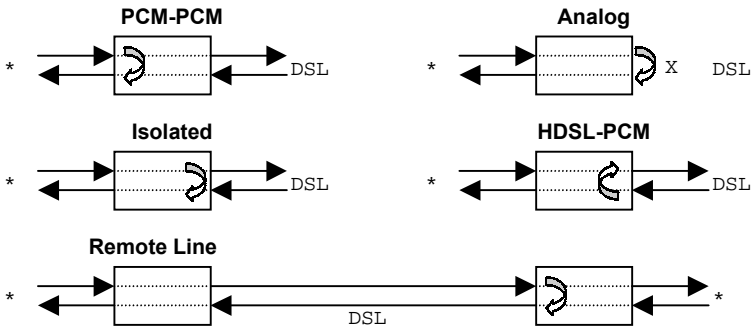 PCM-PCM Analog
* DSL * X DSL
Isolated HDSL-PCM
* DSL * DSL
Remote Line
* DSL *